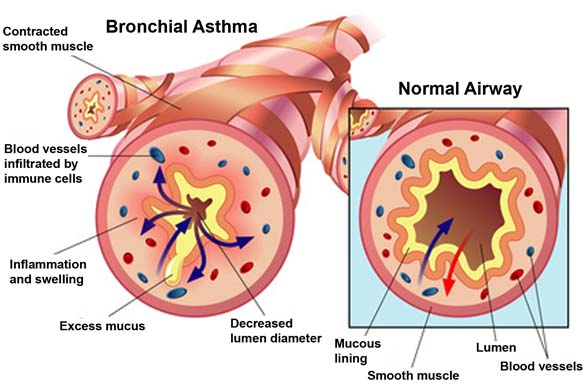 Bronchial Asthma
Contracted
smooth muscle
Blood vessels
infiltrated by
immune cells
Inflammation
and swelling
Excess mucus
Decreased
lumen diameter
Normal Airway
Mucous
lining
Smooth muscle
Lumen
Blood vessels